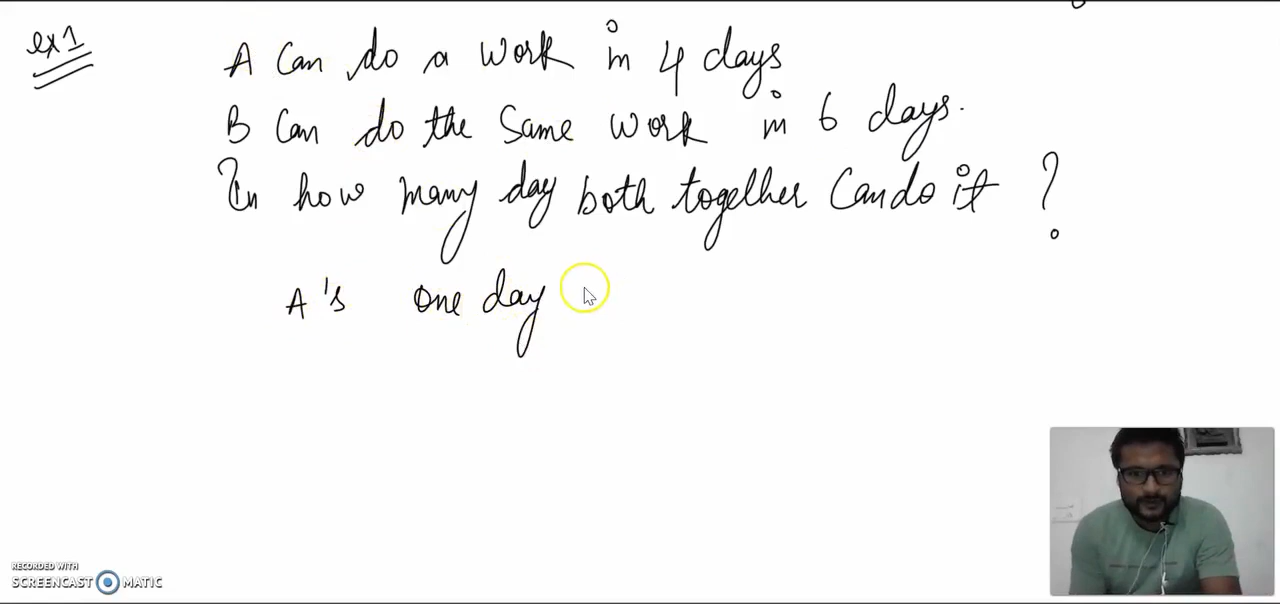 ex 1
A Can do a work in 4 days
B Can do the Same work in 6 days.
In how many day both together Can do it ?
A's One day
RECORDED WITH
SCREENCAST MATIC